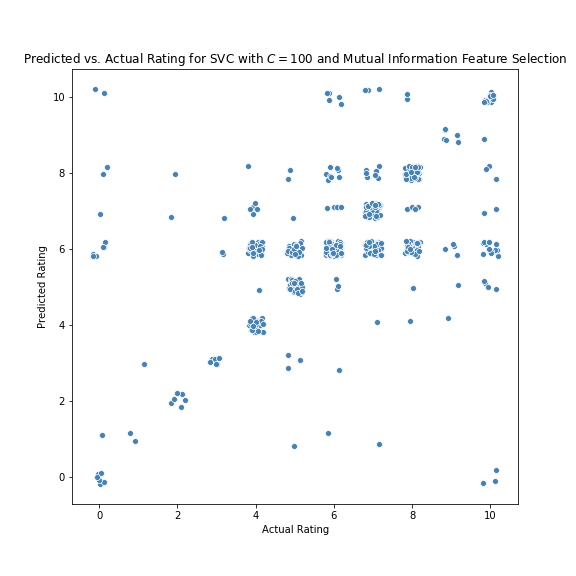 Predicted vs. Actual Rating for SVC with C = 100 and Mutual Information Feature Selection
10
8
6
4
2
0
Predicted Rating
0 2 4 6 8 10
Actual Rating